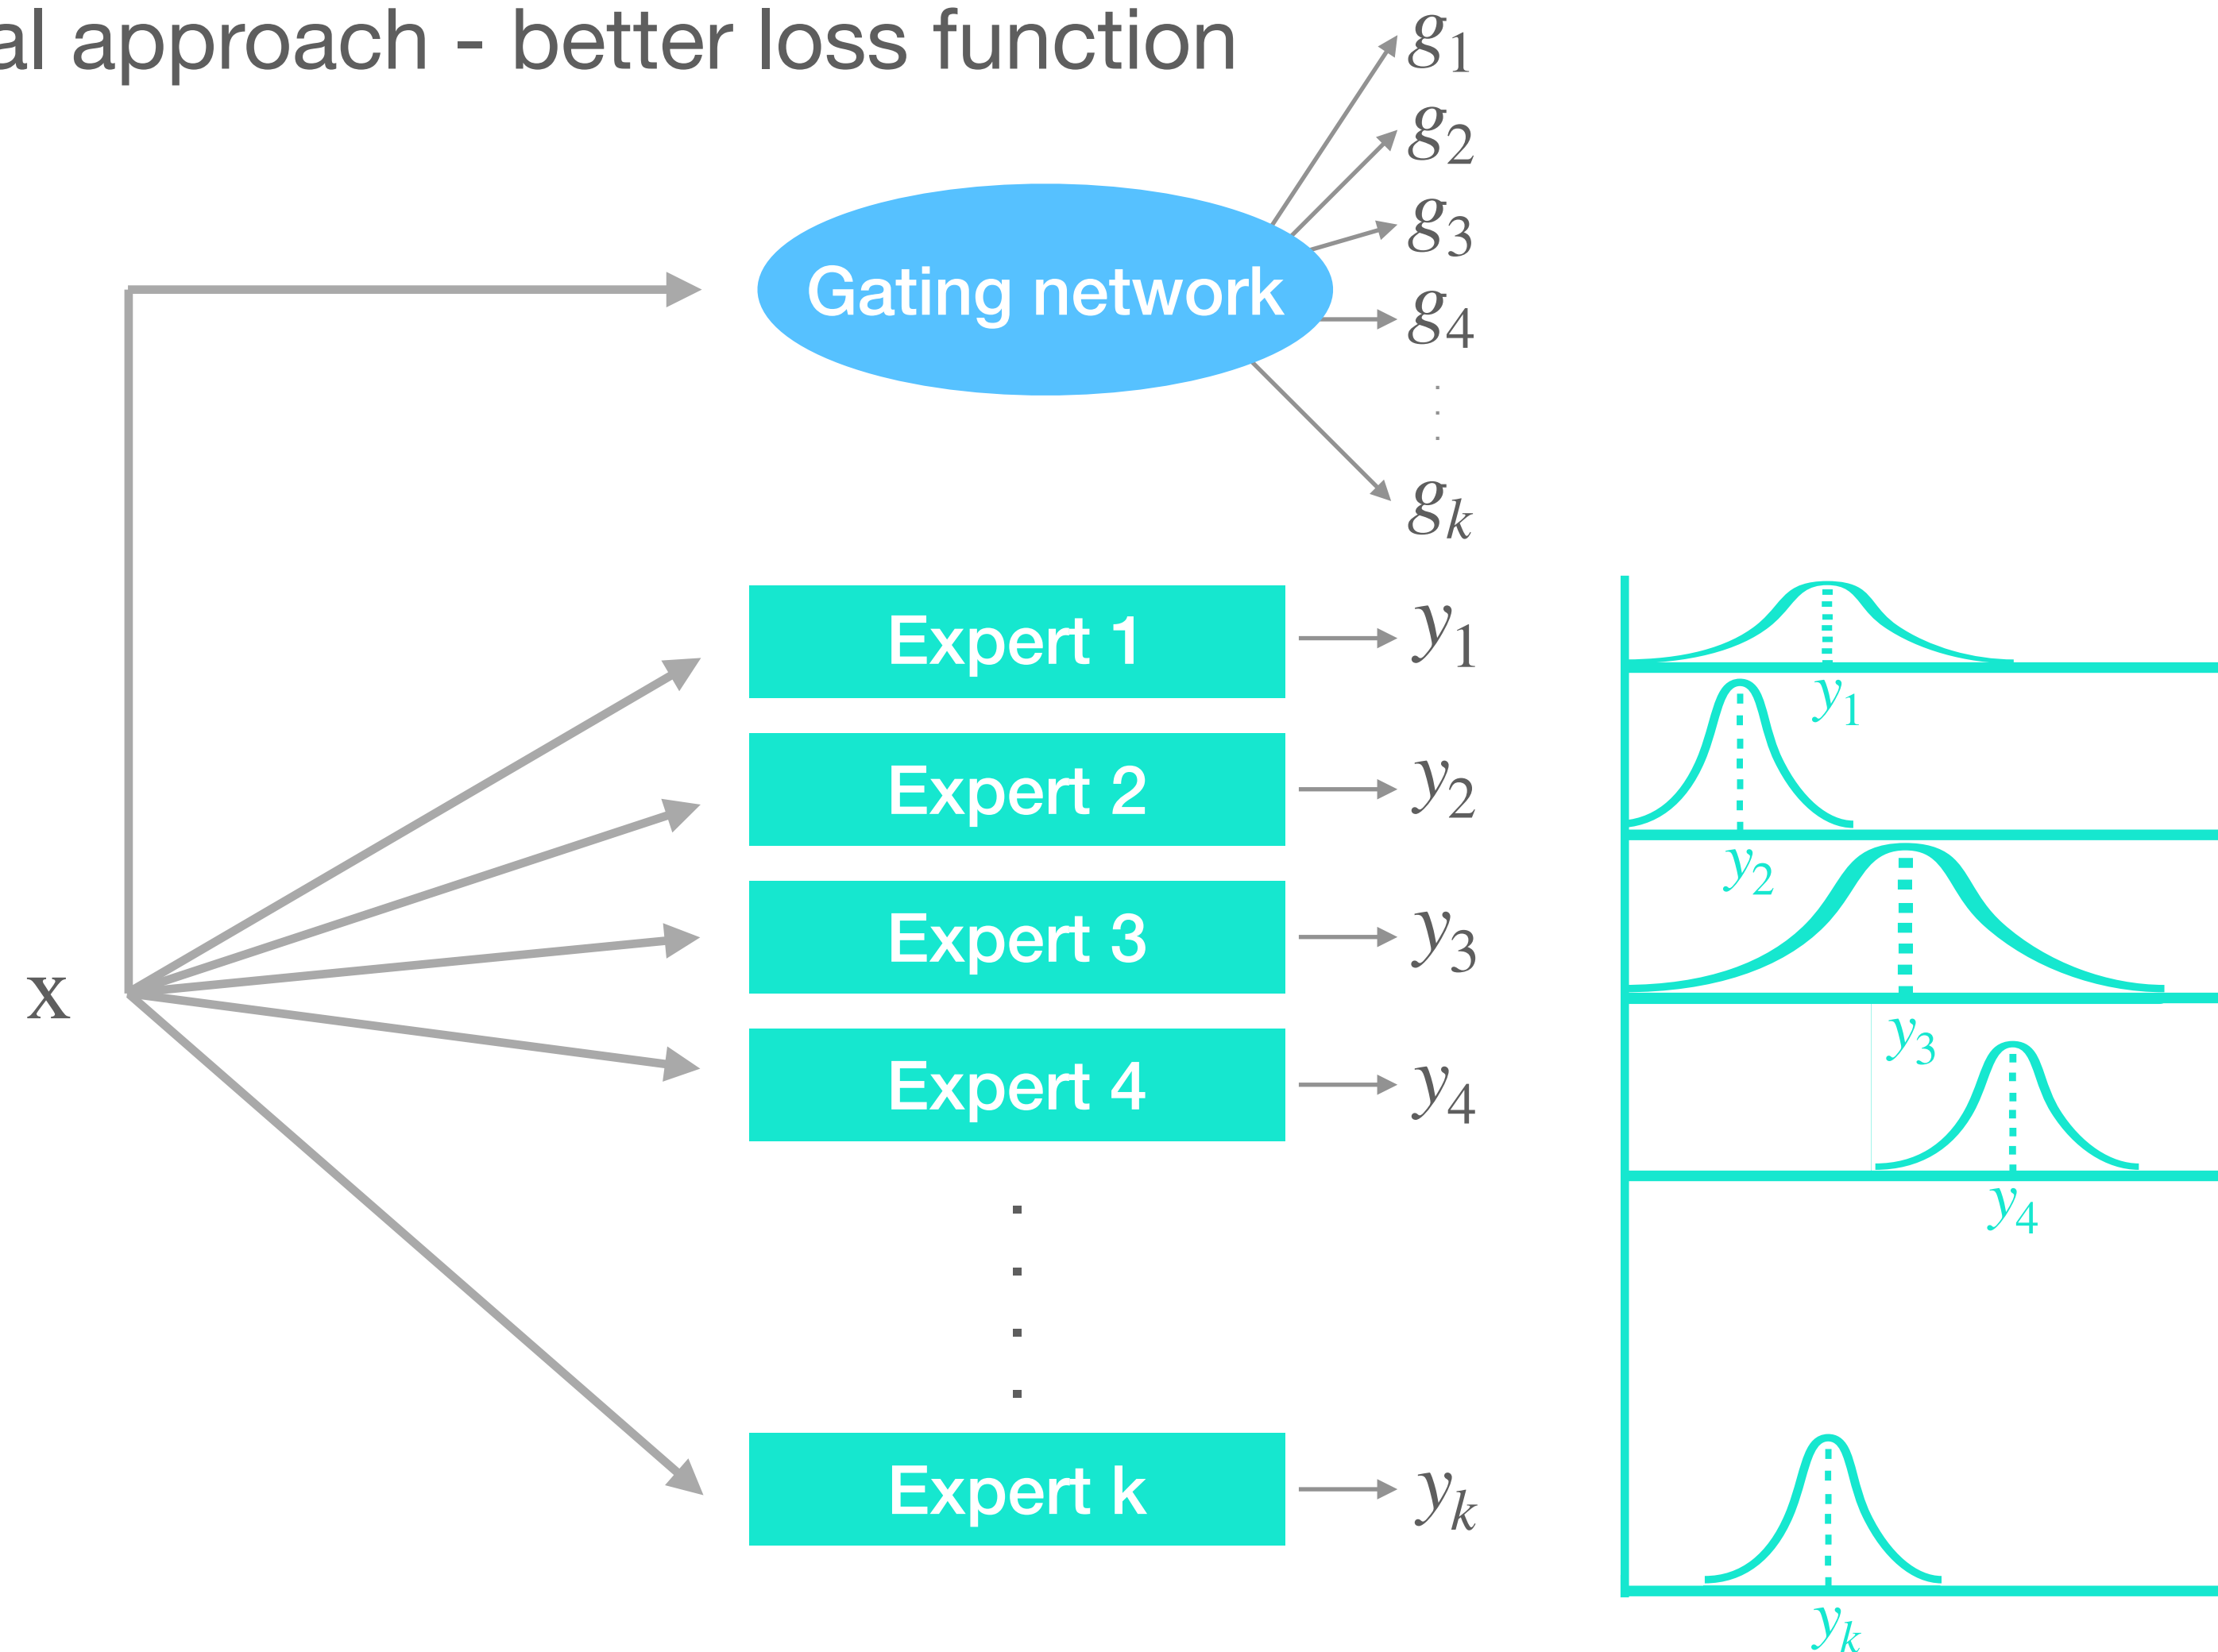 al approach - better loss function
g1
g2
g3
g4
gk
Gating network
x
Expert 1
y1
Expert 2
y2
Expert 3
y3
Expert 4
y4
Expert k
yk
y1
y2
y3
y4
yk